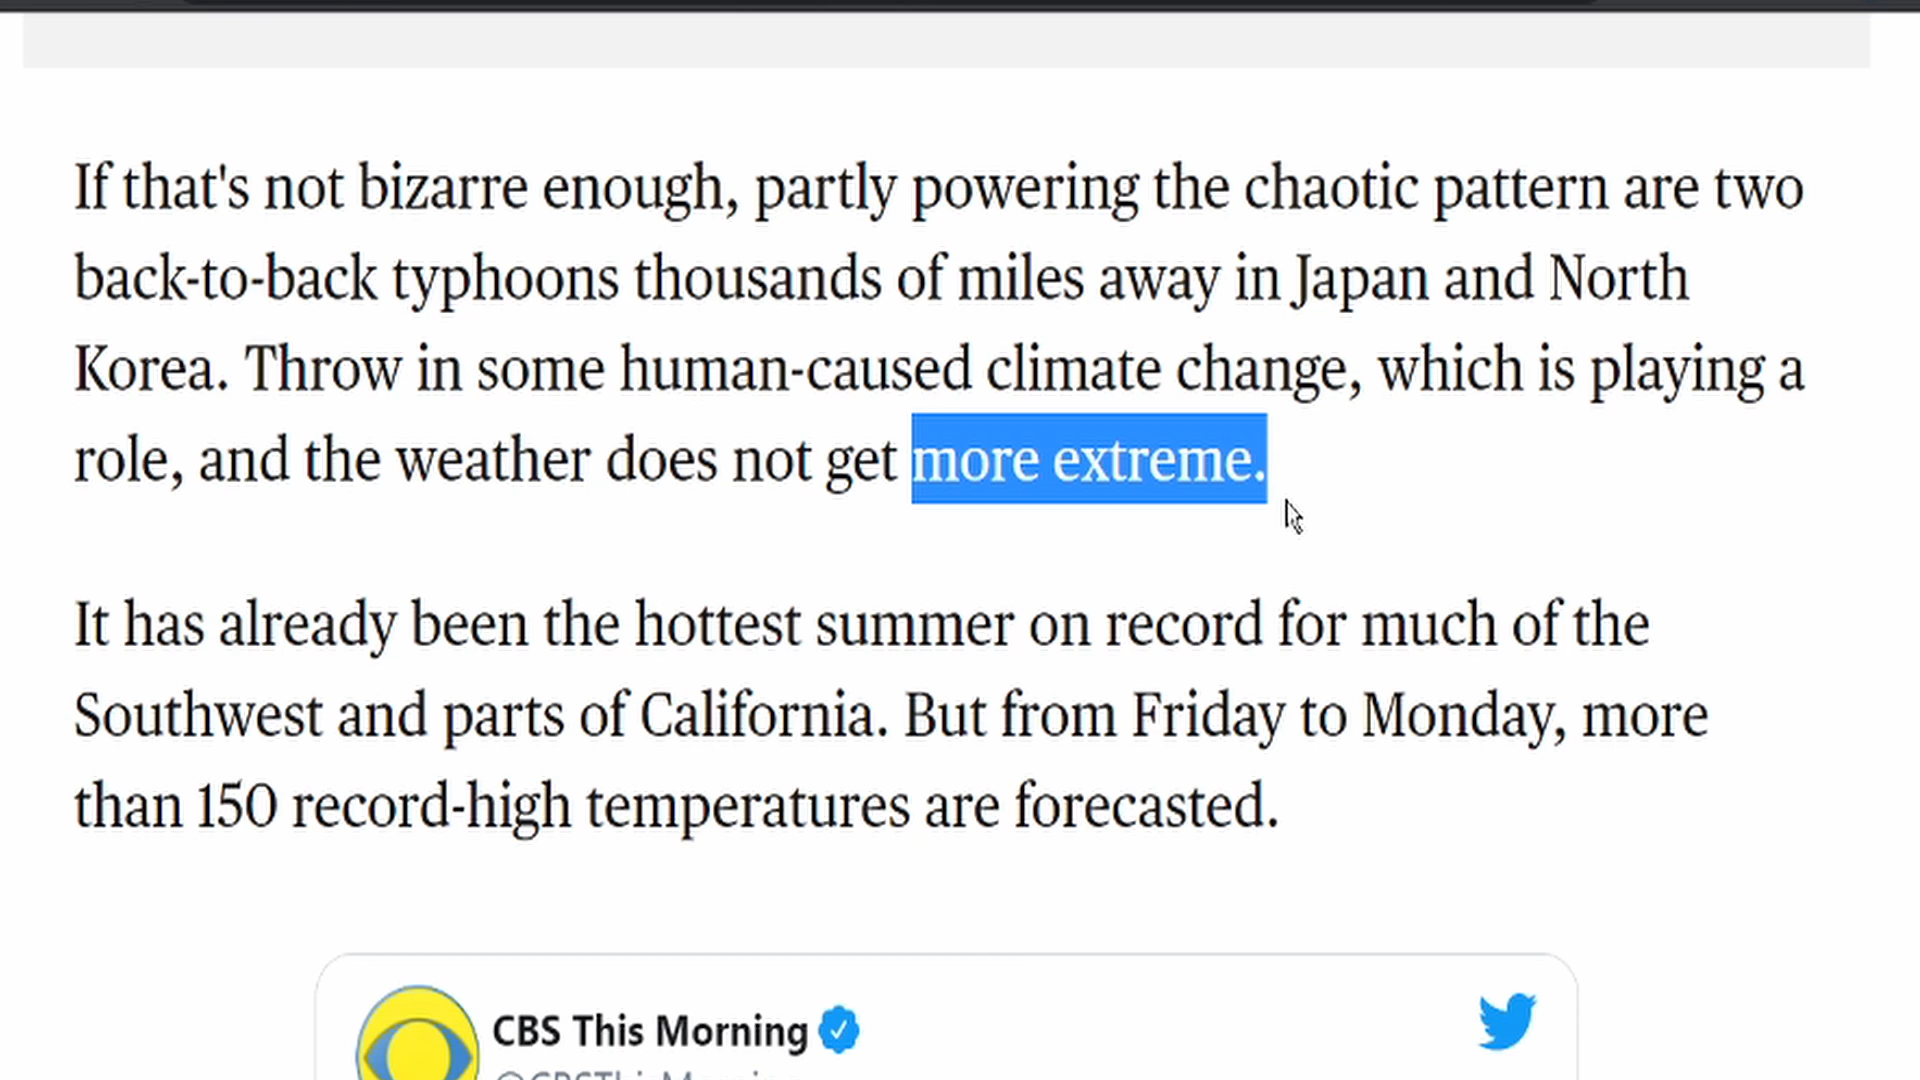 If that's not bizarre enough, partly powering the chaotic pattern are two
back-to-back typhoons thousands of miles away in Japan and North
Korea. Throw in some human-caused climate change, which is playing a
role, and the weather does not get more extreme.
It has already been the hottest summer on record for much of the
Southwest and parts of California. But from Friday to Monday, more
than 150 record-high temperatures are forecasted.
CBS This Morning
@CBSThisMorning